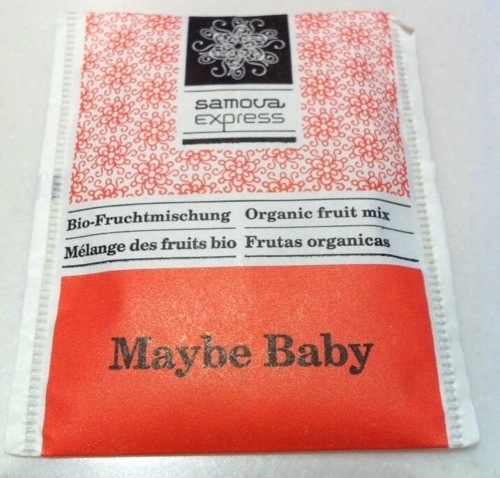 samova
express
Bio-Fruchtmischung Organic fruit mix
Mélange des fruits bio Frutas organicas
Maybe Baby